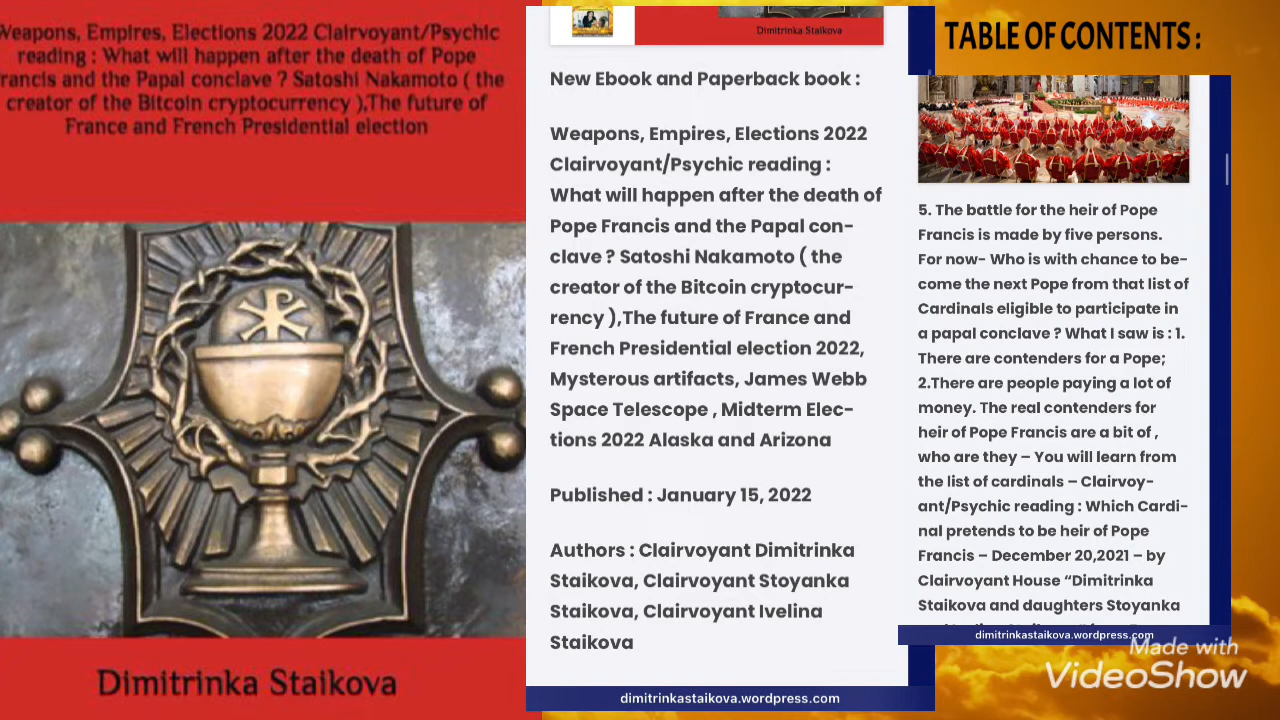 Weapons, Empires, Elections 2022 Clairvoyant/Psychic
reading : What will happen after the death of Pope
Francis and the Papal conclave ? Satoshi Nakamoto ( the
creator of the Bitcoin cryptocurrency ),The future of
France and French Presidential election
Dimitrinka Staikova
Dimitrinka Staikova
New Ebook and Paperback book :
Weapons, Empires, Elections 2022
Clairvoyant/Psychic reading :
What will happen after the death of
Pope Francis and the Papal con-
clave ? Satoshi Nakamoto ( the
creator of the Bitcoin cryptocur-
rency ),The future of France and
French Presidential election 2022,
Mysterous artifacts, James Webb
Space Telescope , Midterm Elec-
tions 2022 Alaska and Arizona
Published : January 15, 2022
Authors : Clairvoyant Dimitrinka
Staikova, Clairvoyant Stoyanka
Staikova, Clairvoyant Ivelina
Staikova
dimitrinkastaikova.wordpress.com
TABLE OF CONTENTS :
5. The battle for the heir of Pope
Francis is made by five persons.
For now- Who is with chance to be-
come the next Pope from that list of
Cardinals eligible to participate in
a papal conclave ? What I saw is : 1.
There are contenders for a Pope;
2.There are people paying a lot of
money. The real contenders for
heir of Pope Francis are a bit of ,
who are they – You will learn from
the list of cardinals – Clairvoy-
ant/Psychic reading : Which Cardi-
nal pretends to be heir of Pope
Francis – December 20,2021 – by
Clairvoyant House “Dimitrinka
Staikova and daughters Stoyanka
dimitrinkastaikova.wordpress.com
Made with
VideoShow